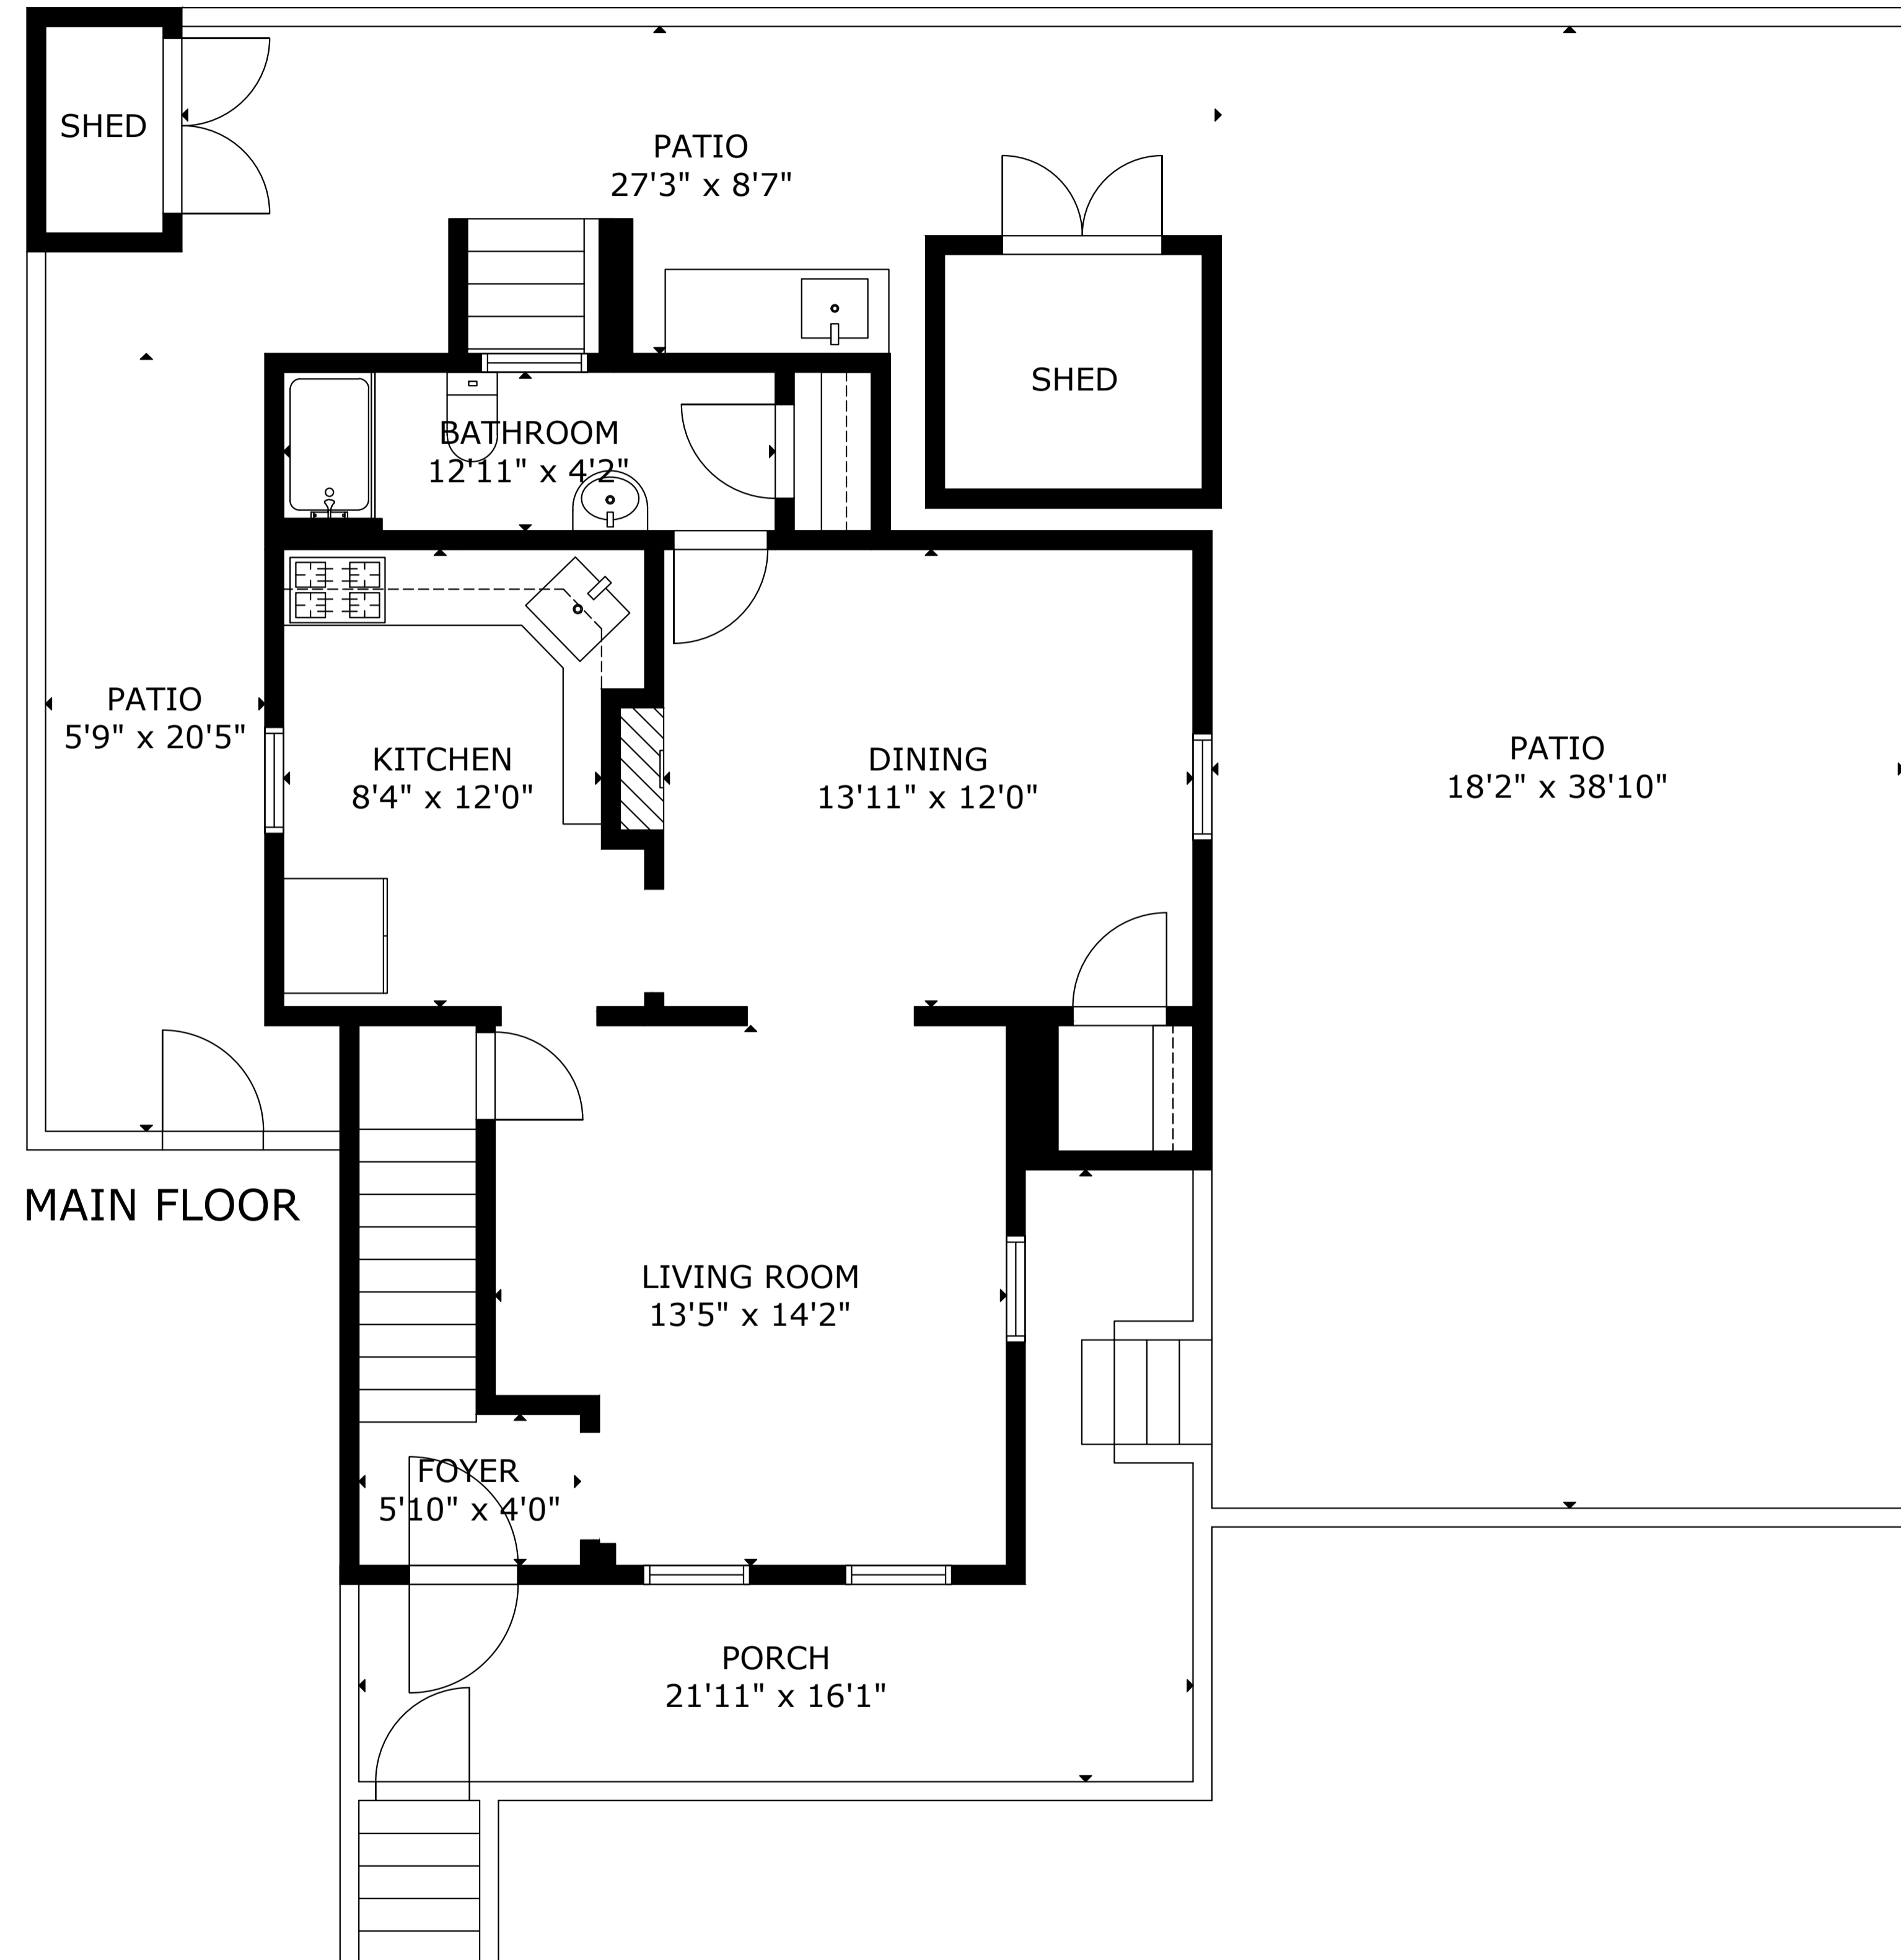 SHED
PATIO
27'3" x 8'7"
SHED
BATHROOM
12'11" x 4'2"
PATIO
5'9" x 20'5"
KITCHEN
8'4" x 12'0"
DINING
13'11" x 12'0"
PATIO
18'2" x 38'10"
MAIN FLOOR
LIVING ROOM
13'5" x 14'2"
FOYER
5'10" x 4'0"
PORCH
21'11" x 16'1"